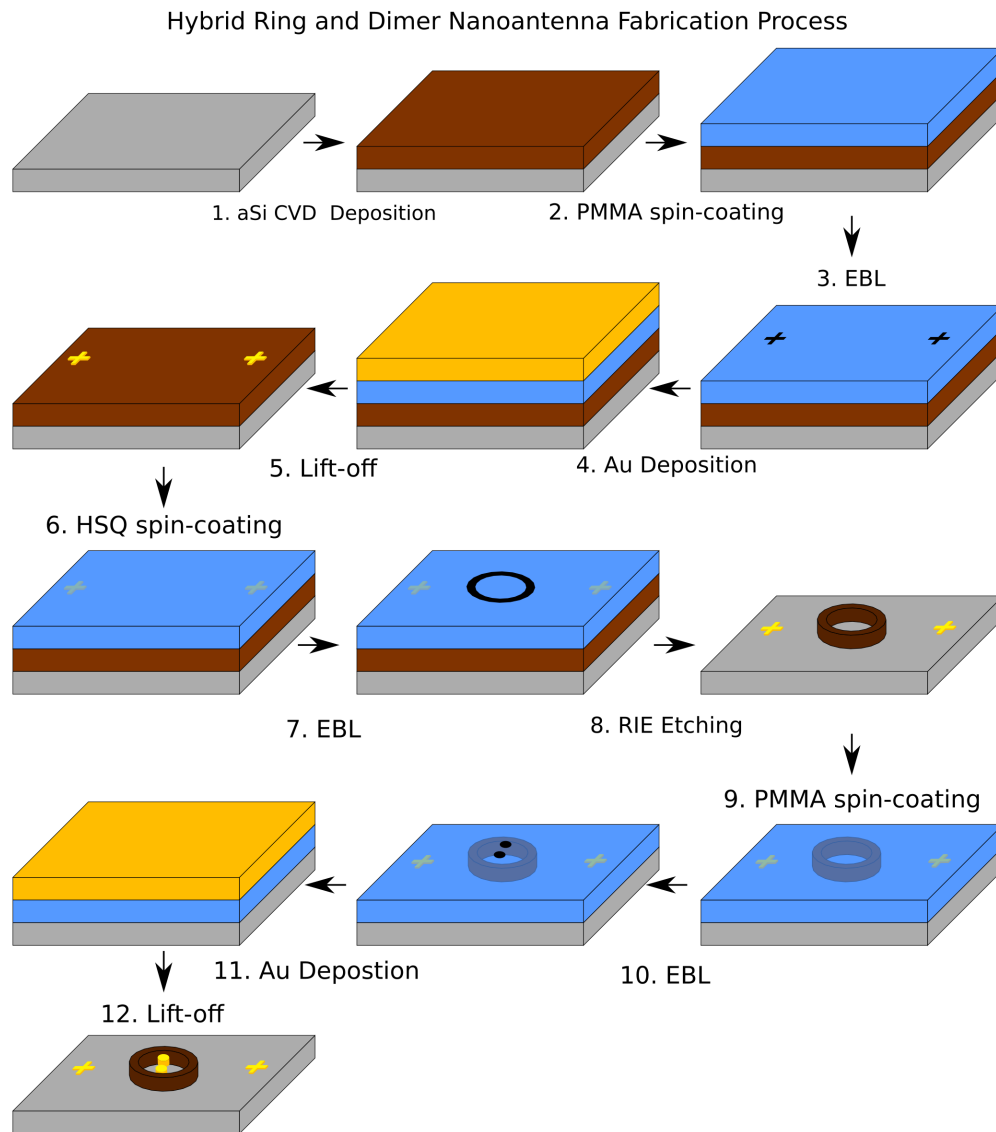 Hybrid Ring and Dimer Nanoantenna Fabrication Process
1. aSi CVD  Deposition
2. PMMA spin-coating
3. EBL
4. Au Deposition
5. Lift-off
6. HSQ spin-coating
7. EBL
8. RIE Etching
9. PMMA spin-coating
10. EBL
11. Au Depostion
12. Lift-off